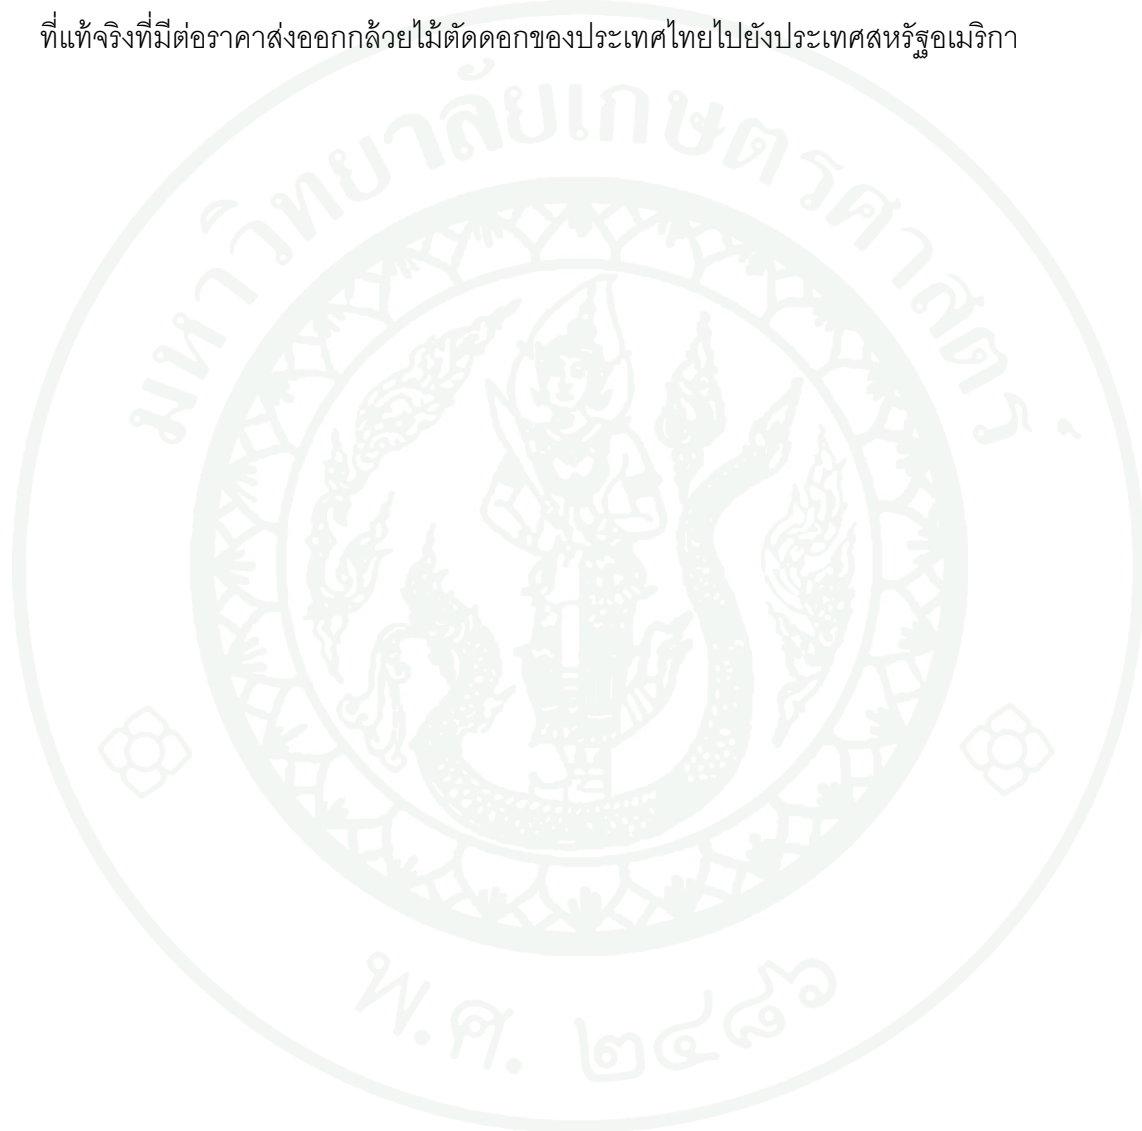 ที่แท้จริงที่มีต่อราคาส่งออกกล้วยไม้ตัดดอกของประเทศไทยไปยังประเทศสหรัฐอเมริกา
มหาวิทยาลัยเกษตรศาสตร์
พ.ศ. ๒๔๘๖